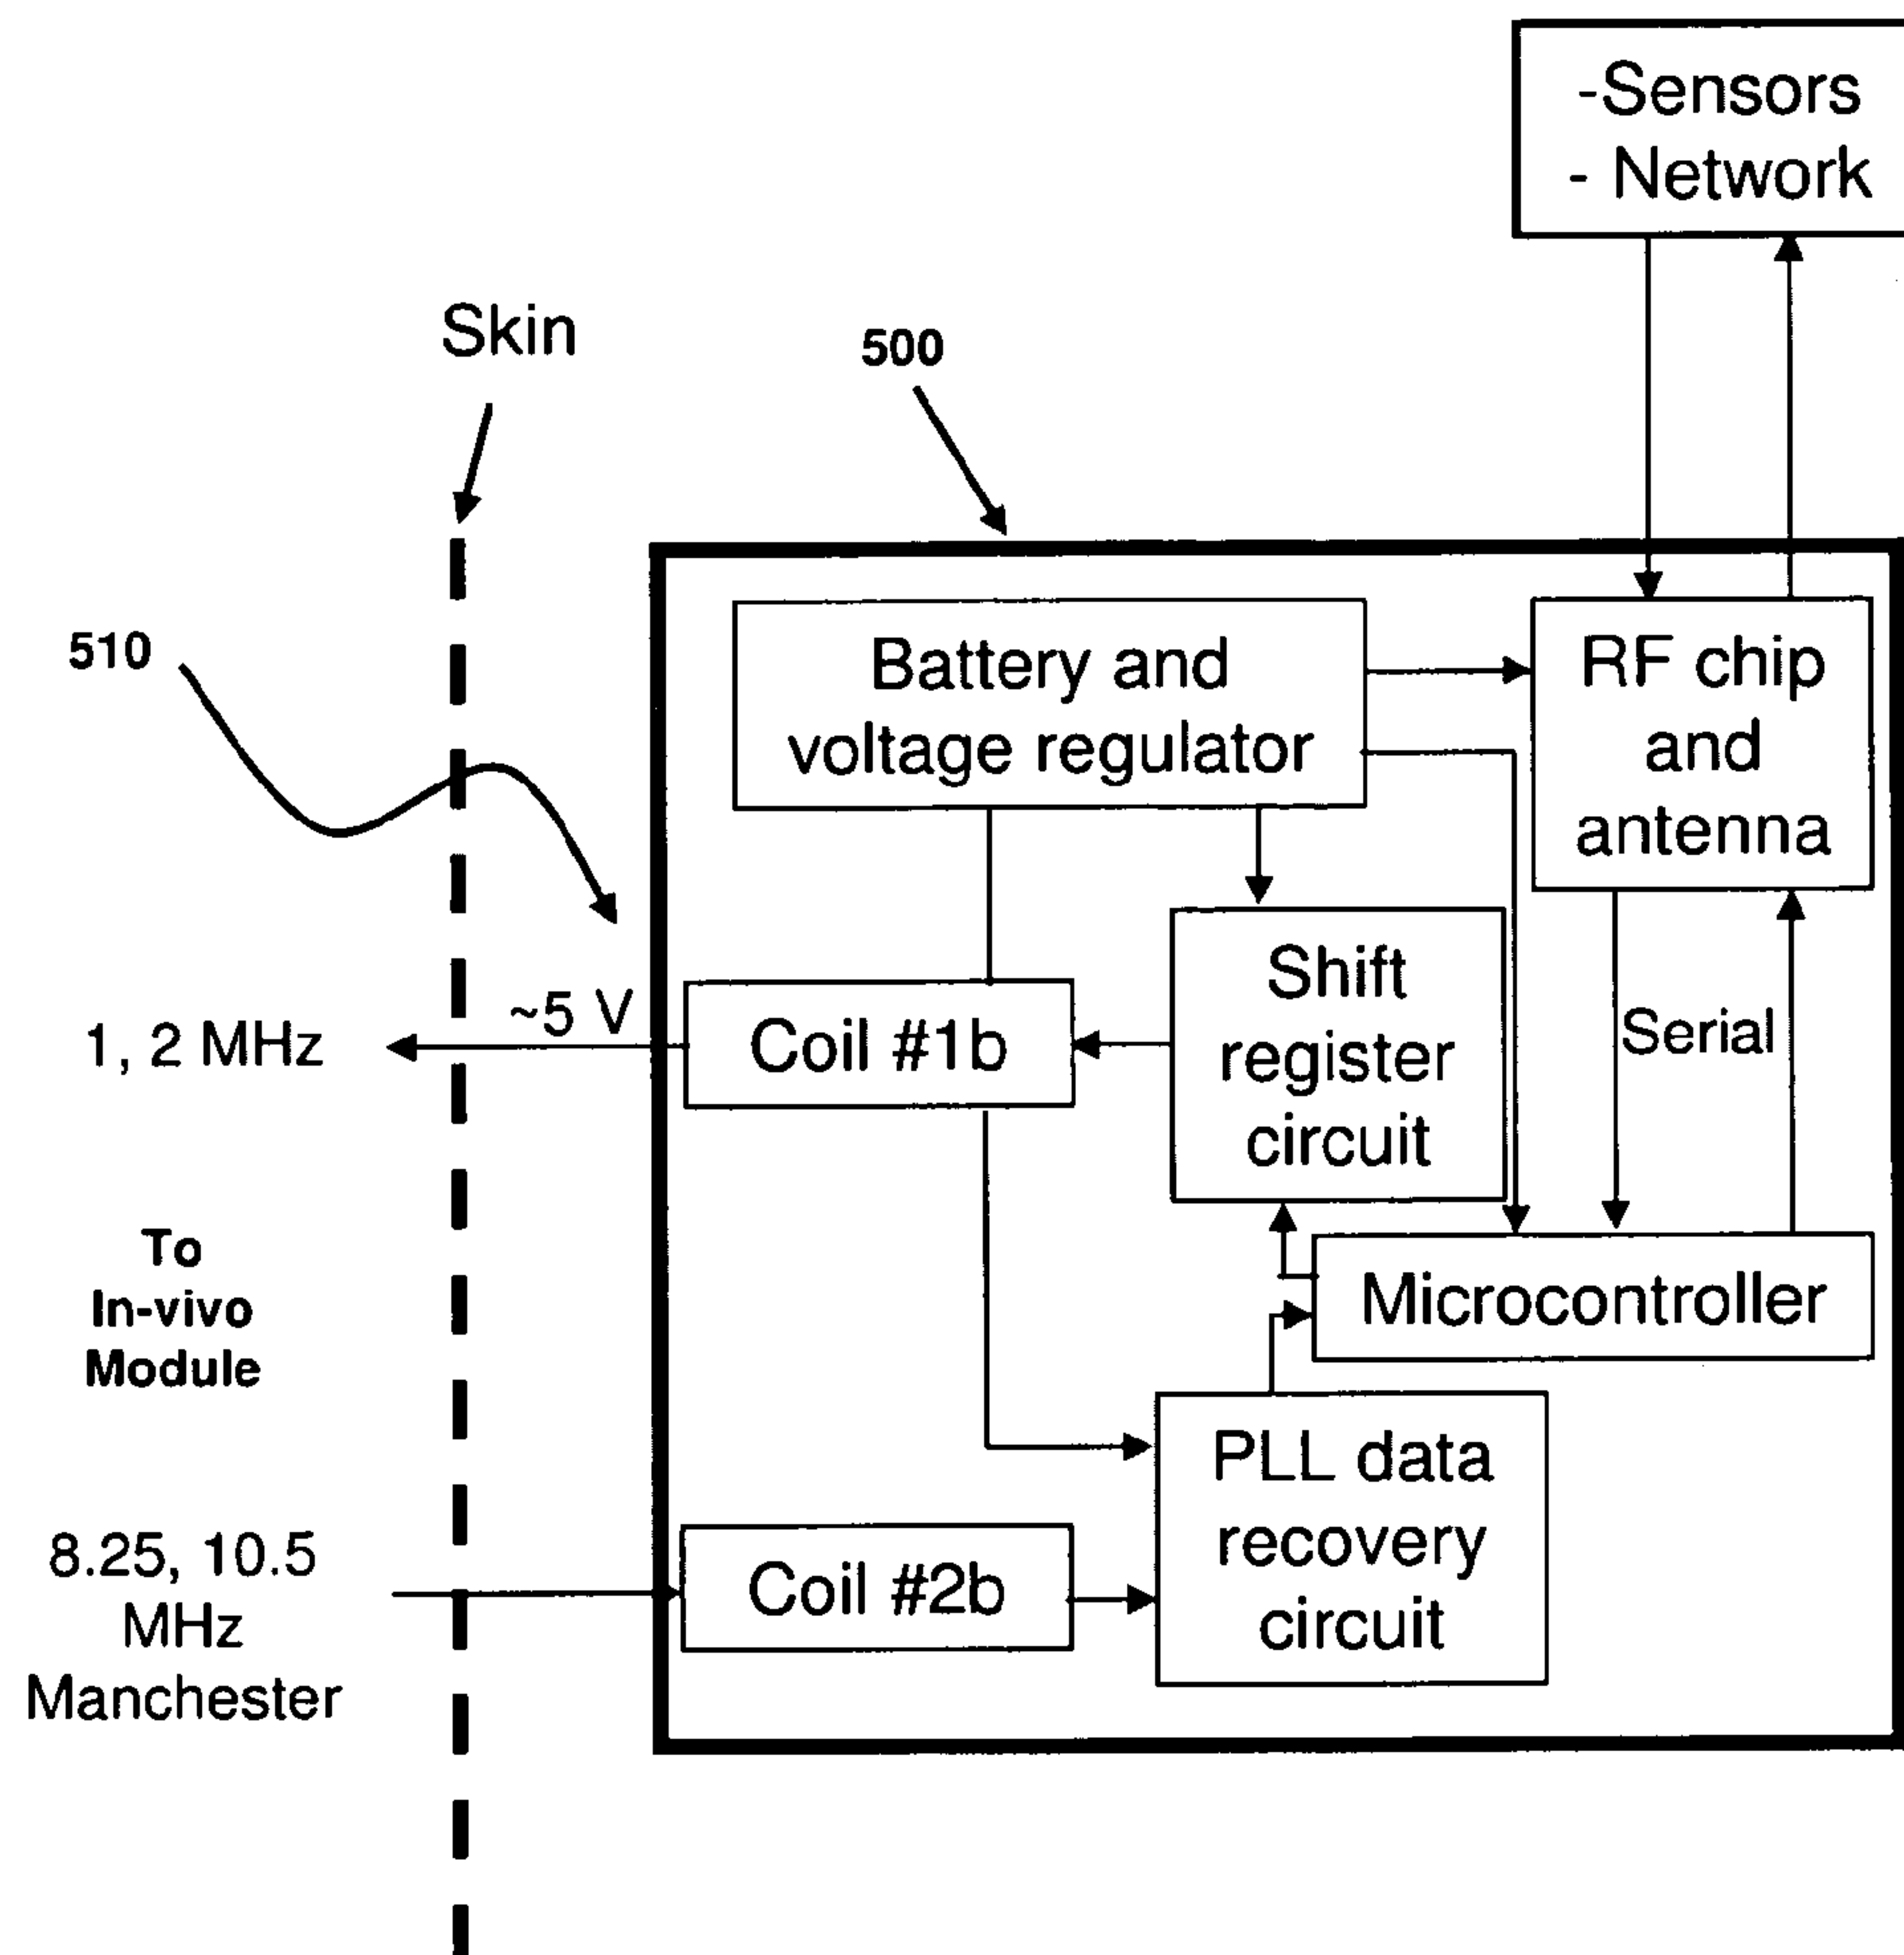 -Sensors
- Network
Skin
500
510
Battery and
voltage regulator
RF chip
and
antenna
~5 V
1, 2 MHz
Coil #1b
Shift
register
circuit
Serial
To
In-vivo
Module
Microcontroller
PLL data
recovery
circuit
8.25, 10.5
MHz
Manchester
Coil #2b